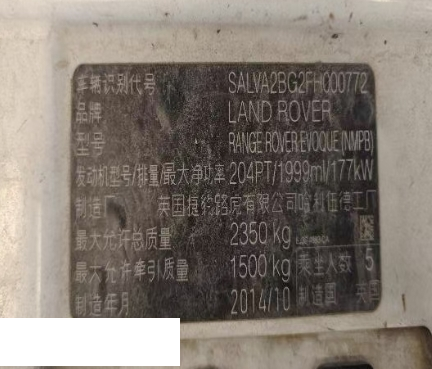 车辆识别代号 SALVA2BG2FH000772
品牌 LAND ROVER
型号 RANGE ROVER EVOQUE (NMPB)
发动机型号/排量/最大净功率 204PT/1999ml/177kW
制造厂 英国捷豹路虎有限公司哈利伍德工厂
最大允许总质量 2350 kg
最大允许牵引质量 1500 kg 乘坐人数 5
制造年月 2014/10 制造国 英国